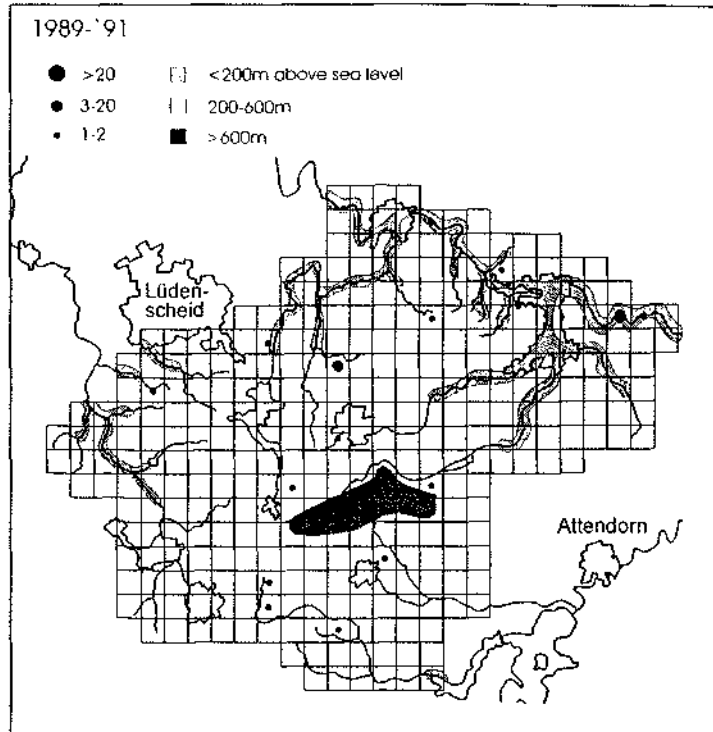 1989-'91
>20
<200m above sea level
3-20
200-600m
1-2
>600m
Lüden-
scheid
Attendorn